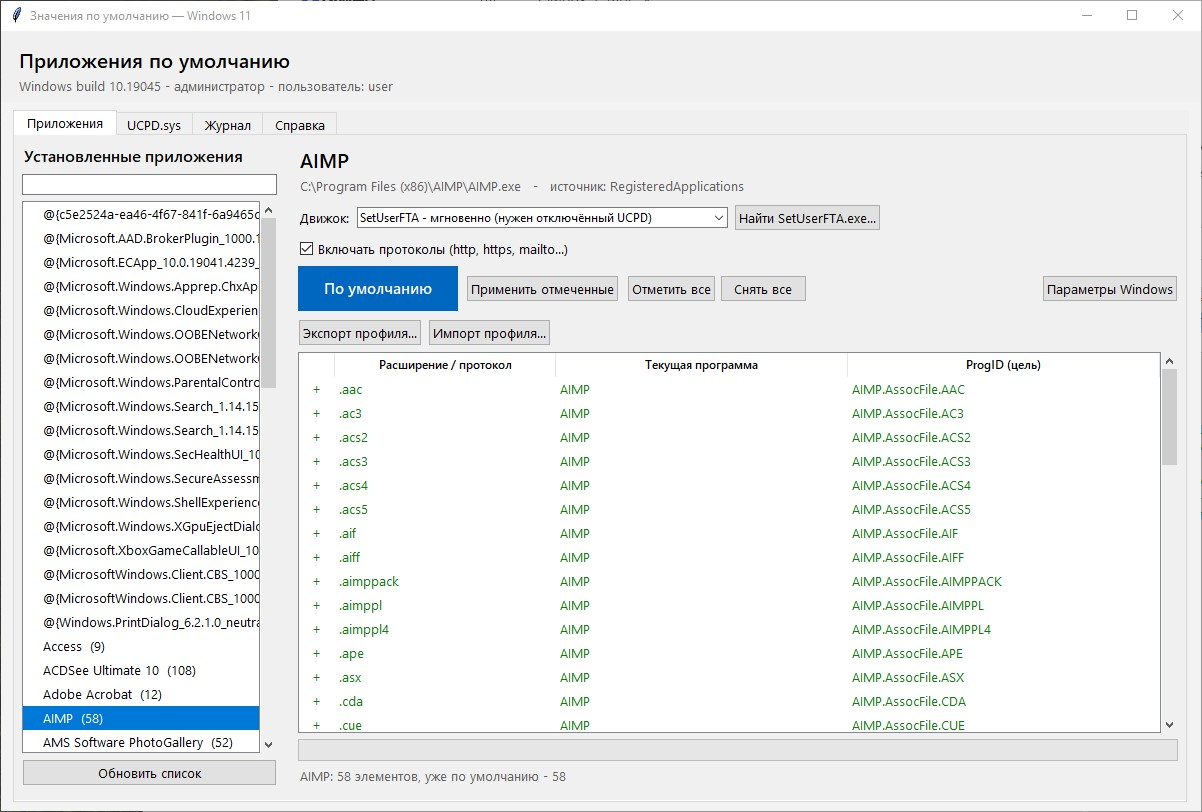 Значения по умолчанию — Windows 11
Приложения по умолчанию
Windows build 10.19045 - администратор - пользователь: user
Приложения
UCPD.sys
Журнал
Справка
Установленные приложения
@{c5e2524a-ea46-4f67-841f-6a9465c
@{Microsoft.AAD.BrokerPlugin_1000.1
@{Microsoft.ECApp_10.0.19041.4239_
@{Microsoft.Windows.Apprep.ChxAp
@{Microsoft.Windows.CloudExperien
@{Microsoft.Windows.OOBENetwork
@{Microsoft.Windows.OOBENetwork
@{Microsoft.Windows.ParentalContro
@{Microsoft.Windows.Search_1.14.15
@{Microsoft.Windows.Search_1.14.15
@{Microsoft.Windows.SecHealthUI_10
@{Microsoft.Windows.SecureAssessm
@{Microsoft.Windows.ShellExperience
@{Microsoft.Windows.XGpuEjectDialo
@{Microsoft.XboxGameCallableUI_10
@{MicrosoftWindows.Client.CBS_1000
@{MicrosoftWindows.Client.CBS_1000
@{Windows.PrintDialog_6.2.1.0_neutra
Access (9)
ACDSee Ultimate 10 (108)
Adobe Acrobat (12)
AIMP (58)
AMS Software PhotoGallery (52)
Обновить список
AIMP
C:\Program Files (x86)\AIMP\AIMP.exe - источник: RegisteredApplications
Движок: SetUserFTA - мгновенно (нужен отключённый UCPD) Найти SetUserFTA.exe...
Включать протоколы (http, https, mailto...)
По умолчанию Применить отмеченные Отметить все Снять все Параметры Windows
Экспорт профиля... Импорт профиля...
Расширение / протокол Текущая программа ProgID (цель)
+ .aac AIMP AIMP.AssocFile.AAC
+ .ac3 AIMP AIMP.AssocFile.AC3
+ .acs2 AIMP AIMP.AssocFile.ACS2
+ .acs3 AIMP AIMP.AssocFile.ACS3
+ .acs4 AIMP AIMP.AssocFile.ACS4
+ .acs5 AIMP AIMP.AssocFile.ACS5
+ .aif AIMP AIMP.AssocFile.AIF
+ .aiff AIMP AIMP.AssocFile.AIFF
+ .aimppack AIMP AIMP.AssocFile.AIMPPACK
+ .aimppl AIMP AIMP.AssocFile.AIMPPL
+ .aimppl4 AIMP AIMP.AssocFile.AIMPPL4
+ .ape AIMP AIMP.AssocFile.APE
+ .asx AIMP AIMP.AssocFile.ASX
+ .cda AIMP AIMP.AssocFile.CDA
+ .cue AIMP AIMP.AssocFile.CUE
AIMP: 58 элементов, уже по умолчанию - 58